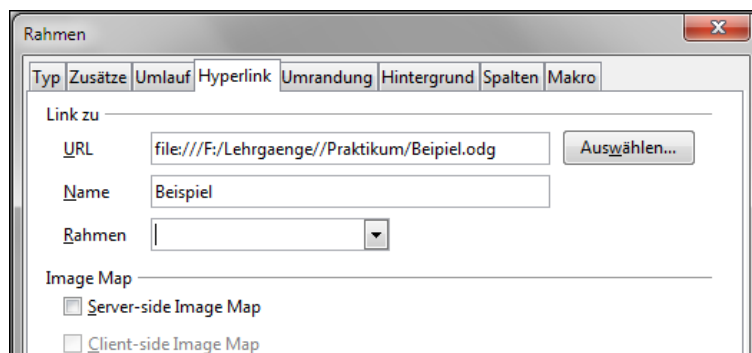 Rahmen
Typ Zusätze Umlauf Hyperlink Umrandung Hintergrund Spalten Makro
Link zu
URL file:///F:/Lehrgaenge//Praktikum/Beipiel.odg Auswählen...
Name Beispiel
Rahmen
Image Map
Server-side Image Map
Client-side Image Map